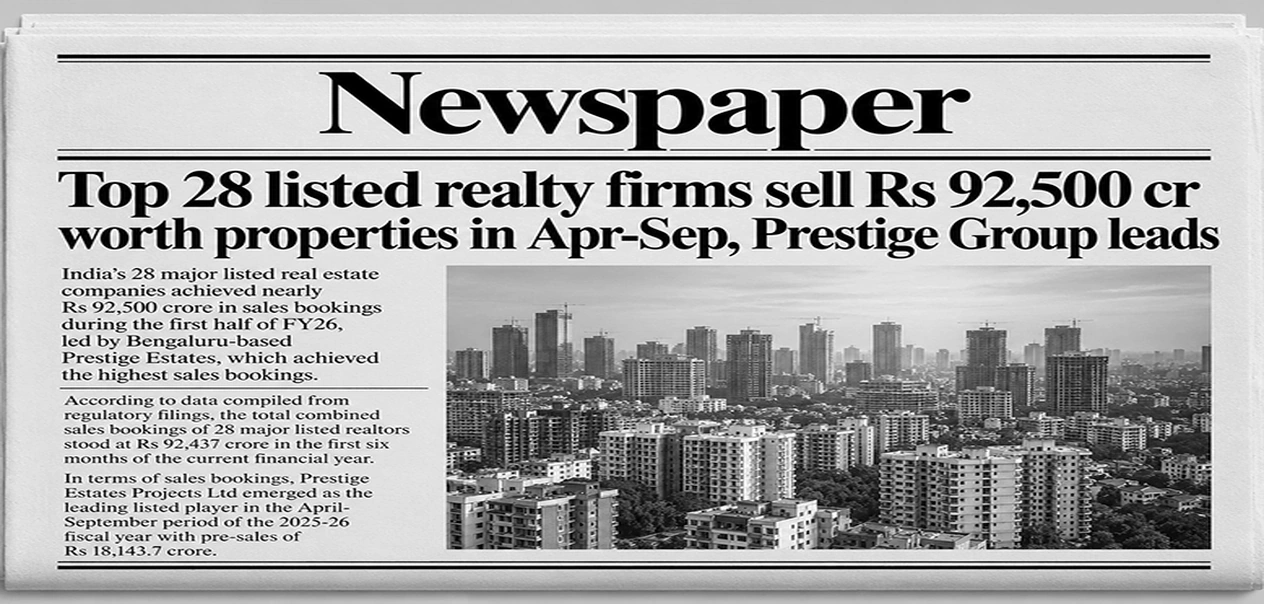 Newspaper
Top 28 listed realty firms sell Rs 92,500 cr
worth properties in Apr-Sep, Prestige Group leads
India's 28 major listed real estate
companies achieved nearly
Rs 92,500 crore in sales bookings
during the first half of FY26,
led by Bengaluru-based
Prestige Estates, which achieved
the highest sales bookings.
According to data compiled from
regulatory filings, the total combined
sales bookings of 28 major listed realtors
stood at Rs 92,437 crore in the first six
months of the current financial year.
In terms of sales bookings, Prestige
Estates Projects Ltd emerged as the
leading listed player in the April-
September period of the 2025-26
fiscal year with pre-sales of
Rs 18,143.7 crore.